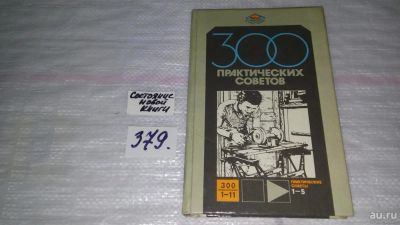 300
ПРАКТИЧЕСКИХ
СОВЕТОВ
Состояние
новой
книги
379.
300
1-11
ПРАКТИЧЕСКИЕ
СОВЕТЫ
1-5
au.ru